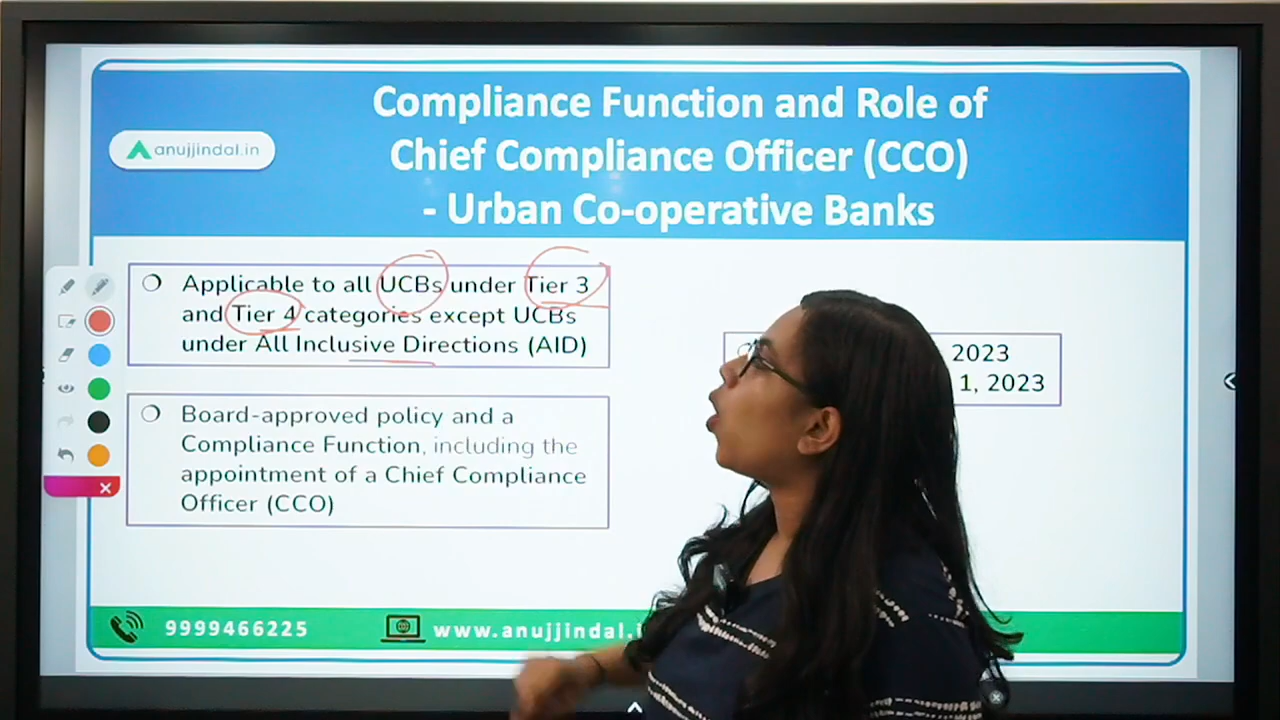 Compliance Function and Role of
Chief Compliance Officer (CCO)
- Urban Co-operative Banks
anujjindal.in
Applicable to all UCBs under Tier 3
and Tier 4 categories except UCBs
under All Inclusive Directions (AID)
2023
1, 2023
Board-approved policy and a
Compliance Function, including the
appointment of a Chief Compliance
Officer (CCO)
9999466225
www.anujjindal.i